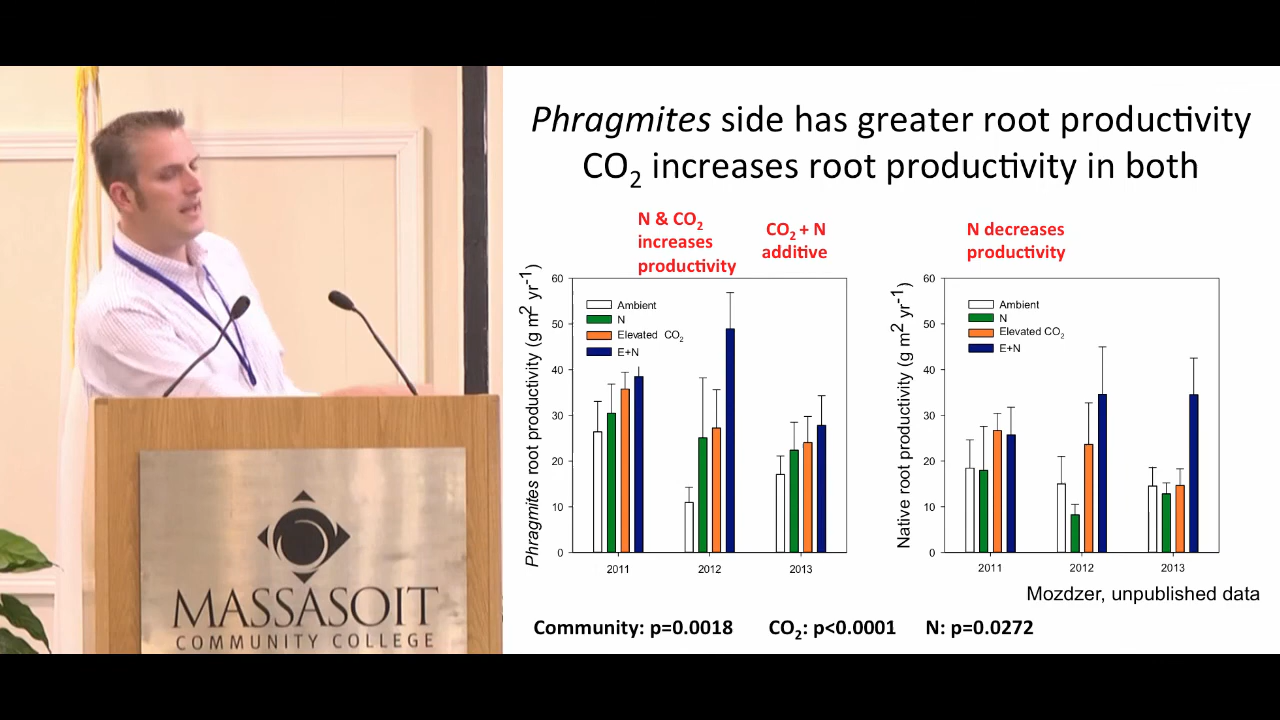 Phragmites side has greater root productivity
CO2 increases root productivity in both
N & CO2
increases
productivity
CO2 + N
additive
N decreases
productivity
Phragmites root productivity (g m2 yr-1)
60
50
40
30
20
10
0
Ambient
N
Elevated CO2
E+N
2011
2012
2013
Native root productivity (g m2 yr-1)
60
50
40
30
20
10
0
Ambient
N
Elevated CO2
E+N
2011
2012
2013
Mozdzer, unpublished data
Community: p=0.0018 CO2: p<0.0001 N: p=0.0272
MASSASOIT
COMMUNITY COLLEGE